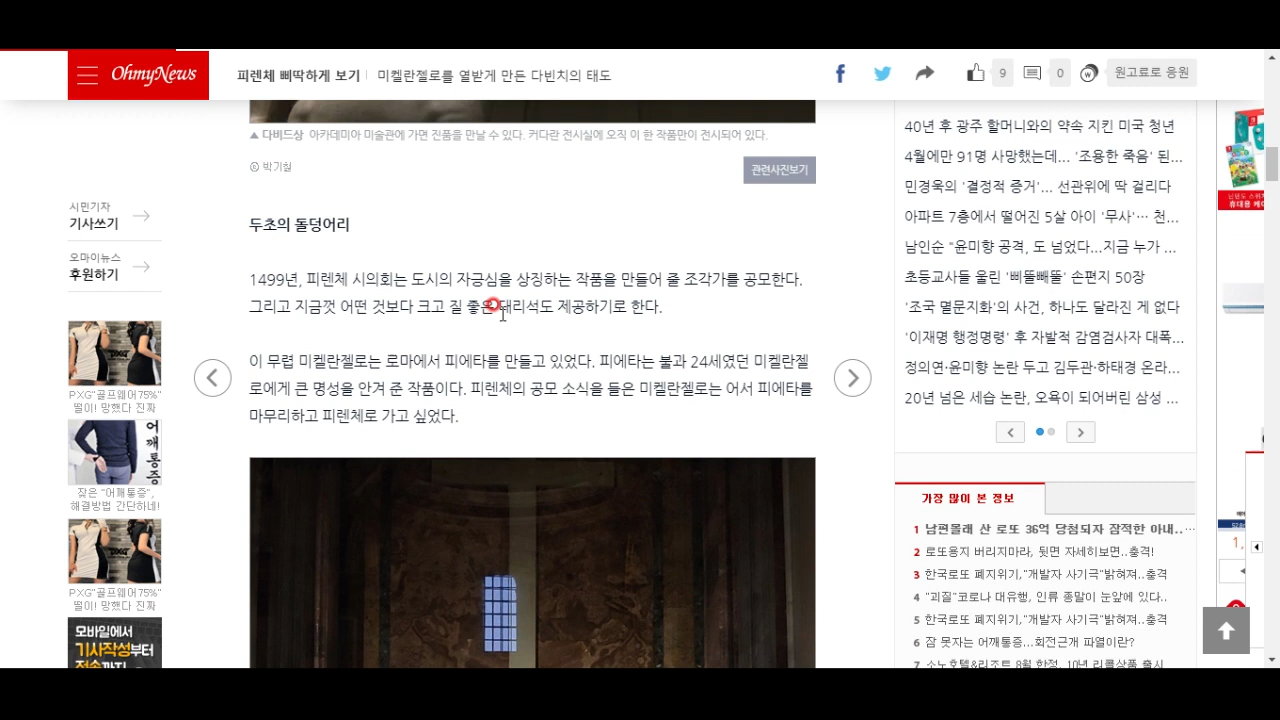 OhmyNews
피렌체 삐딱하게 보기
미켈란젤로를 열받게 만든 다빈치의 태도
9
0
원고료로 응원
▲ 다비드상 아카데미아 미술관에 가면 진품을 만날 수 있다. 커다란 전시실에 오직 이 한 작품만이 전시되어 있다.
ⓒ 박기철
관련사진보기
두초의 돌덩어리
1499년, 피렌체 시의회는 도시의 자긍심을 상징하는 작품을 만들어 줄 조각가를 공모한다.
그리고 지금껏 어떤 것보다 크고 질 좋은 대리석도 제공하기로 한다.
이 무렵 미켈란젤로는 로마에서 피에타를 만들고 있었다. 피에타는 불과 24세였던 미켈란젤
로에게 큰 명성을 안겨 준 작품이다. 피렌체의 공모 소식을 들은 미켈란젤로는 어서 피에타를
마무리하고 피렌체로 가고 싶었다.
시민기자
기사쓰기
오마이뉴스
후원하기
PXG"골프웨어75%"
떨이! 망했다 진짜
어깨통증
잦은 "어깨통증",
해결방법 간단하네!
PXG"골프웨어75%"
떨이! 망했다 진짜
모바일에서
기사작성부터
전송까지
40년 후 광주 할머니와의 약속 지킨 미국 청년
4월에만 91명 사망했는데... '조용한 죽음' 된...
민경욱의 '결정적 증거'... 선관위에 딱 걸리다
아파트 7층에서 떨어진 5살 아이 '무사'… 천...
남인순 "윤미향 공격, 도 넘었다...지금 누가 ...
초등교사들 울린 '삐뚤빼뚤' 손편지 50장
'조국 멸문지화'의 사건, 하나도 달라진 게 없다
'이재명 행정명령' 후 자발적 감염검사자 대폭...
정의연·윤미향 논란 두고 김두관·하태경 온라...
20년 넘은 세습 논란, 오욕이 되어버린 삼성 ...
가장 많이 본 정보
1 남편몰래 산 로또 36억 당첨되자 잠적한 아내..…
2 로또용지 버리지마라, 뒷면 자세히보면..충격!
3 한국로또 폐지위기,"개발자 사기극"밝혀져..충격
4 "괴질"코로나 대유행, 인류 종말이 눈앞에 있다..
5 한국로또 폐지위기,"개발자 사기극"밝혀져..충격
6 잠 못자는 어깨통증...회전근개 파열이란?
7 소노호텔&리조트 8월 한정, 10년 리콜상품 출시